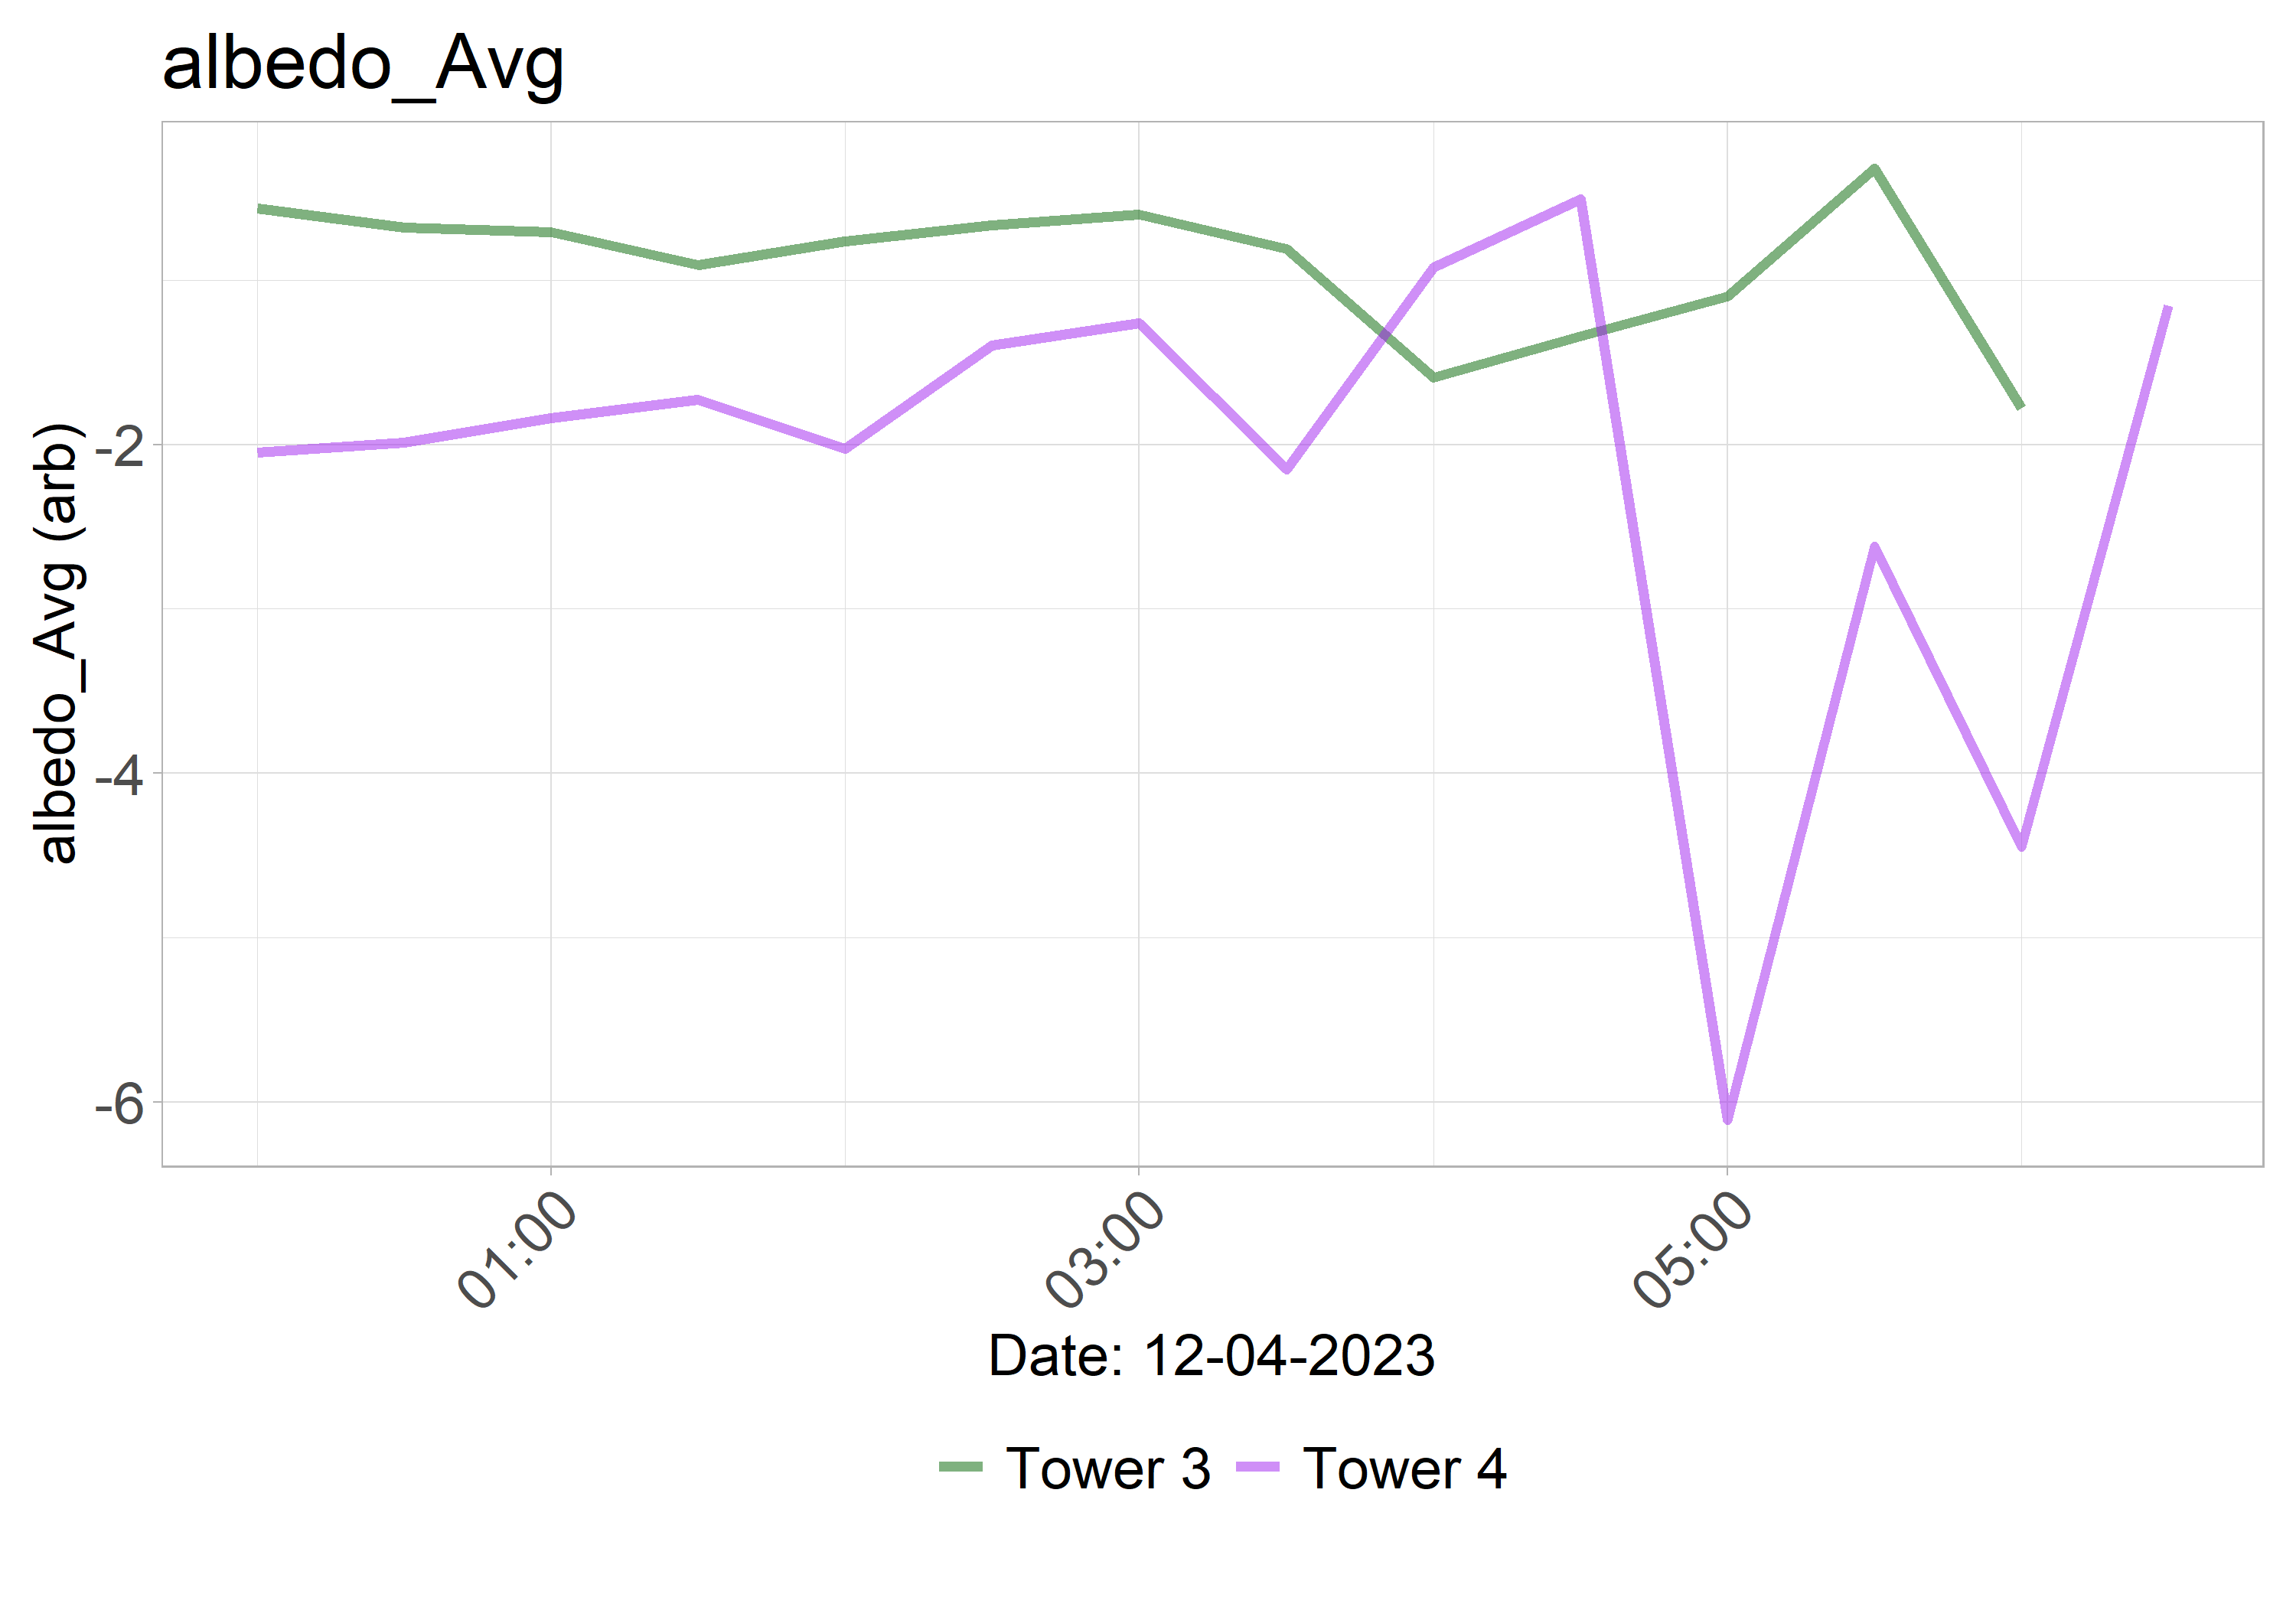 albedo_Avg
albedo_Avg (arb)
-2
-4
-6
01:00
03:00
05:00
Date: 12-04-2023
Tower 3
Tower 4